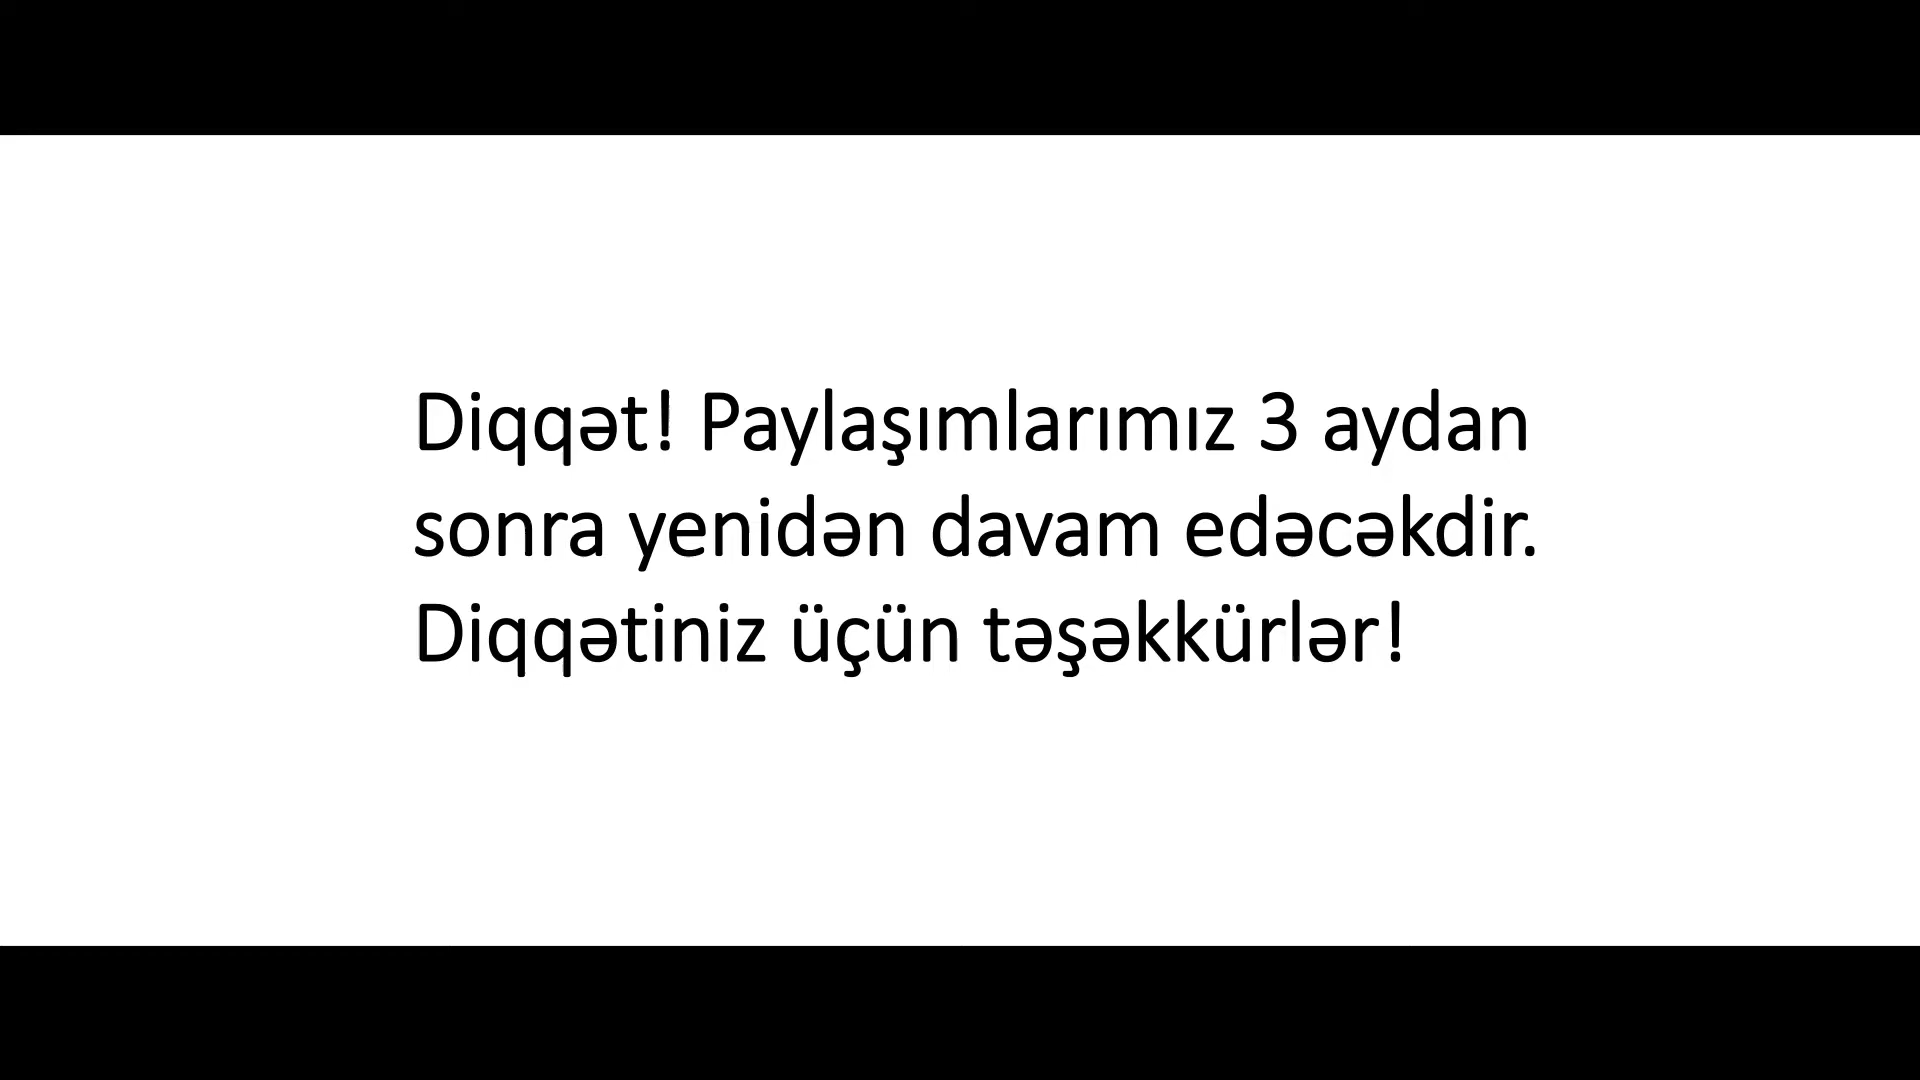 Diqqət! Paylaşımlarımız 3 aydan
sonra yenidən davam edəcəkdir.
Diqqətiniz üçün təşəkkürlər!